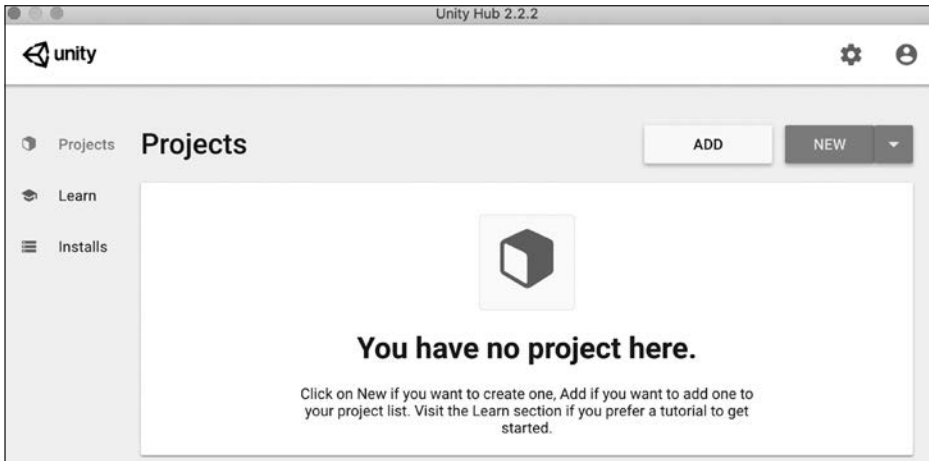 Unity Hub 2.2.2
unity
Projects
Projects
ADD
NEW
Learn
Installs
You have no project here.
Click on New if you want to create one, Add if you want to add one to
your project list. Visit the Learn section if you prefer a tutorial to get
started.